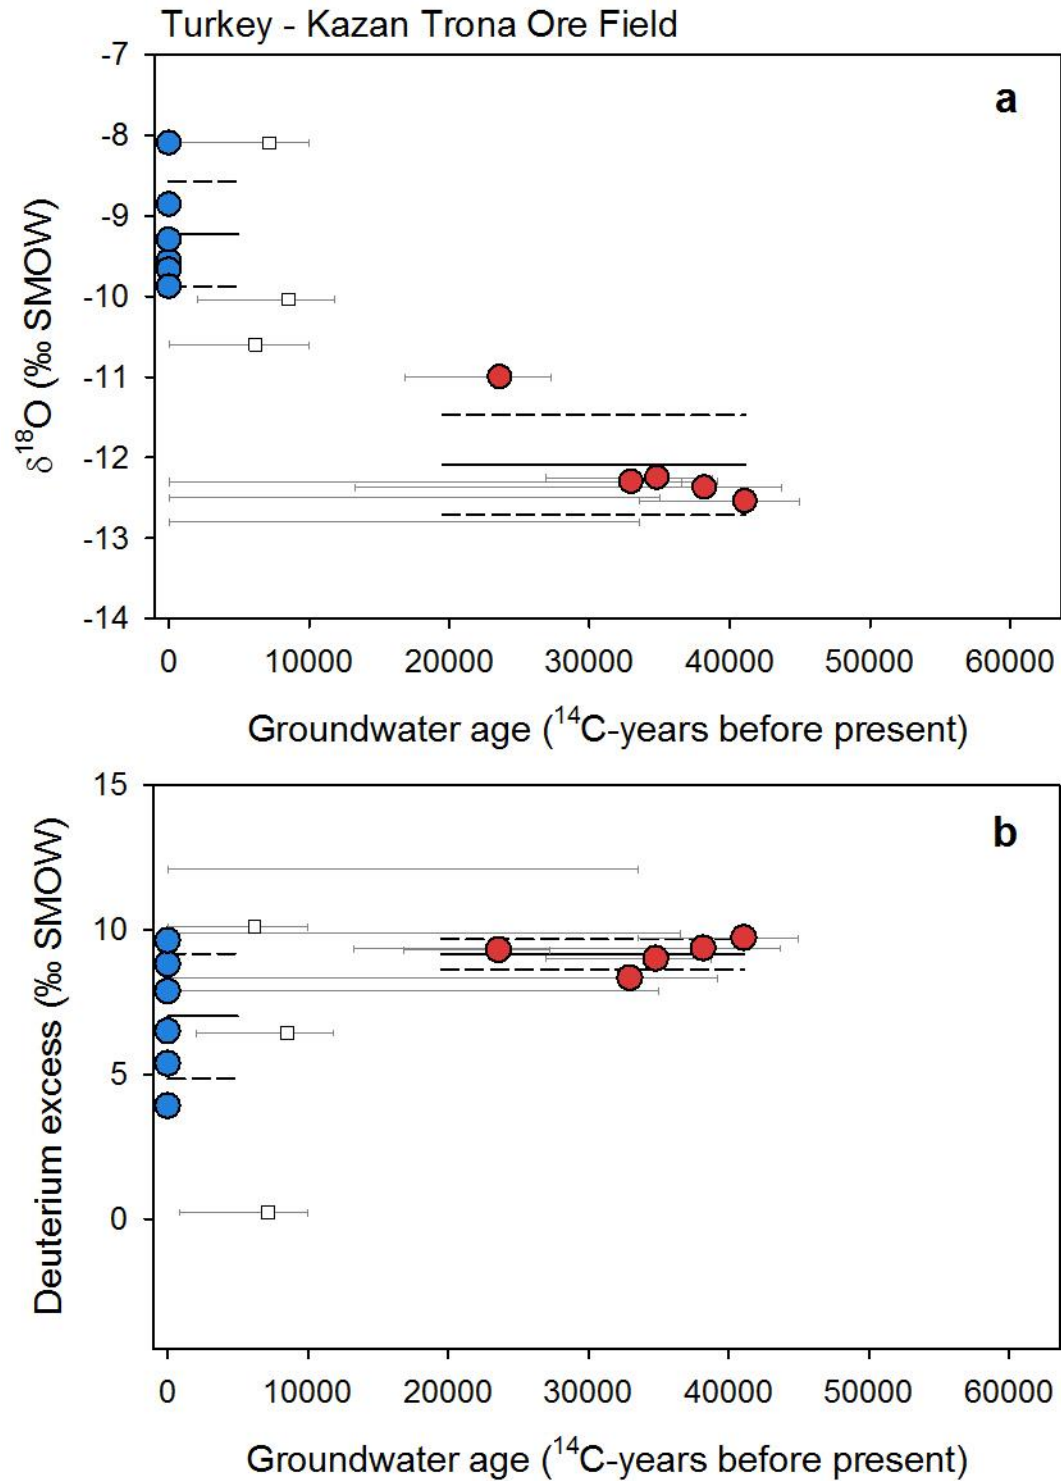 Turkey - Kazan Trona Ore Field
a
-7
-8
-9
-10
-11
-12
-13
-14
δ18O (‰ SMOW)
0 10000 20000 30000 40000 50000 60000
Groundwater age (14C-years before present)
b
15
10
5
0
Deuterium excess (‰ SMOW)
0 10000 20000 30000 40000 50000 60000
Groundwater age (14C-years before present)